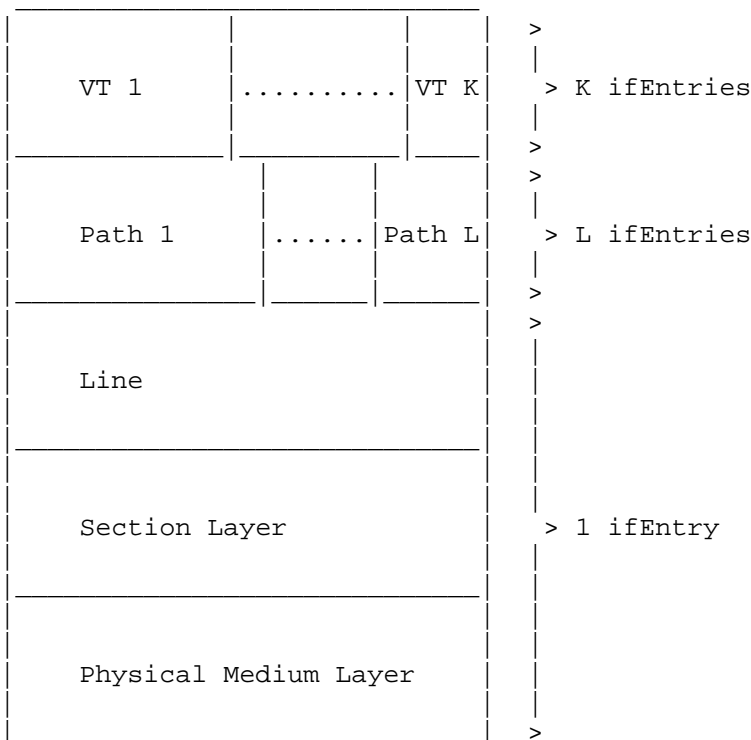 VT 1 ..........VT K > K ifEntries
Path 1 ......Path L > L ifEntries
Line
Section Layer > 1 ifEntry
Physical Medium Layer